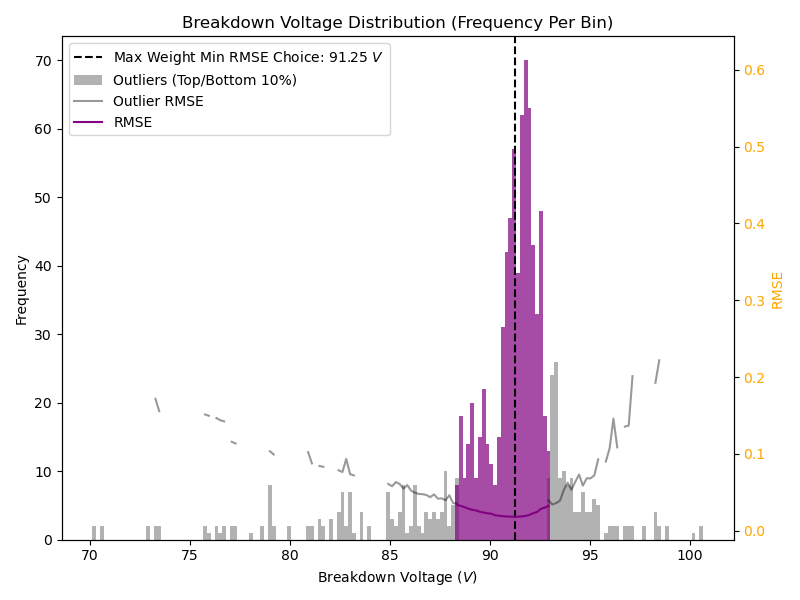 Breakdown Voltage Distribution (Frequency Per Bin)
Max Weight Min RMSE Choice: 91.25 V
Outliers (Top/Bottom 10%)
Outlier RMSE
RMSE
70
60
50
40
30
20
10
0
Frequency
0.6
0.5
0.4
0.3
0.2
0.1
0.0
RMSE
70
75
80
85
90
95
100
Breakdown Voltage (V)